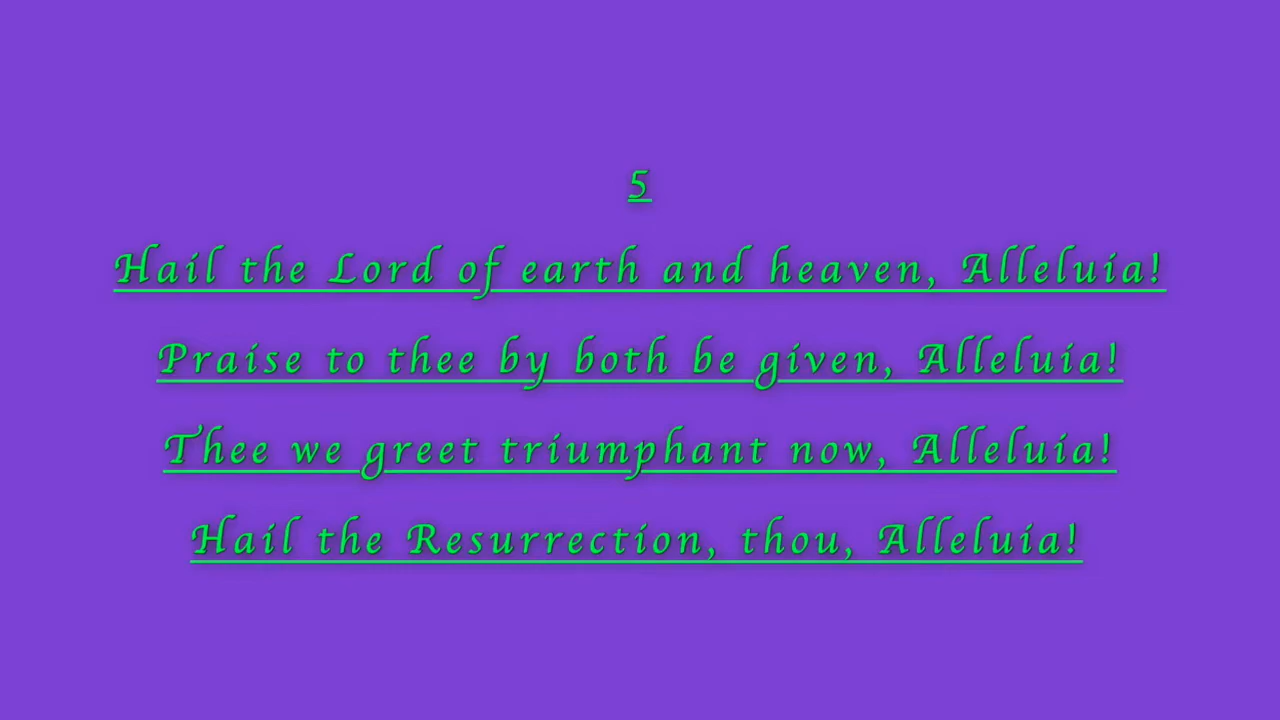 5
Hail the Lord of earth and heaven, Alleluia!
Praise to thee by both be given, Alleluia!
Thee we greet triumphant now, Alleluia!
Hail the Resurrection, thou, Alleluia!